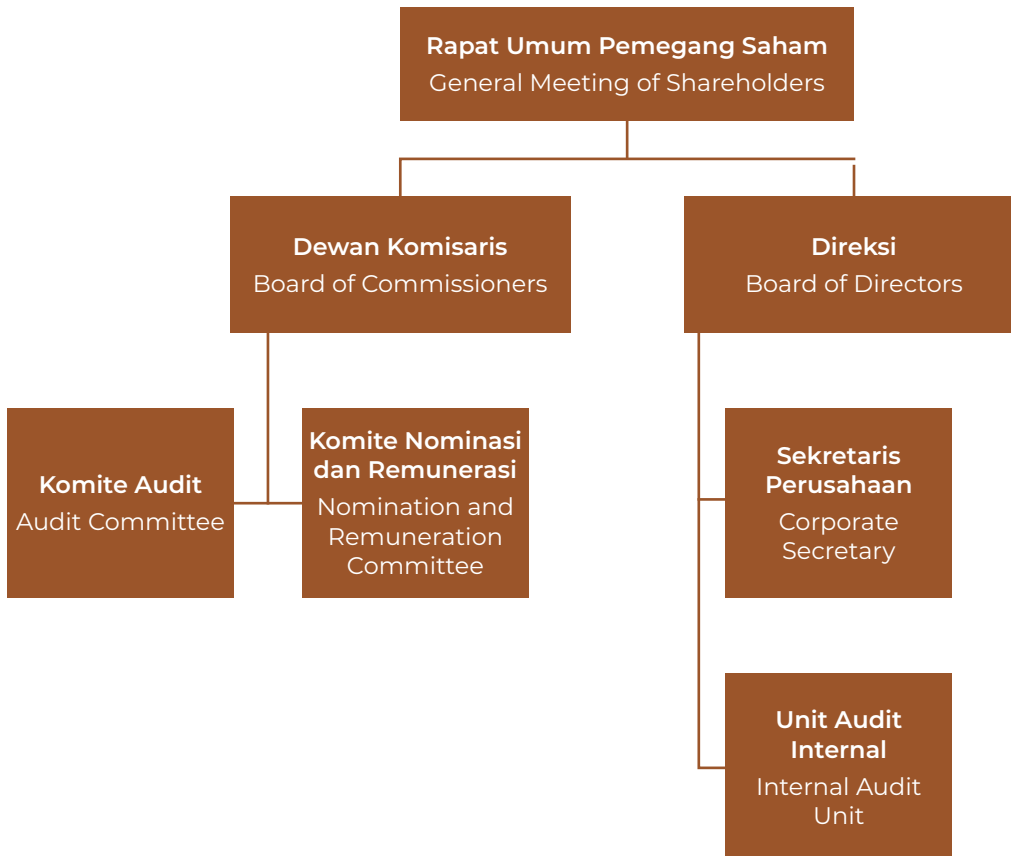 Rapat Umum Pemegang Saham
General Meeting of Shareholders
Dewan Komisaris
Board of Commissioners
Direksi
Board of Directors
Komite Audit
Audit Committee
Komite Nominasi
dan Remunerasi
Nomination and
Remuneration
Committee
Sekretaris
Perusahaan
Corporate
Secretary
Unit Audit
Internal
Internal Audit
Unit